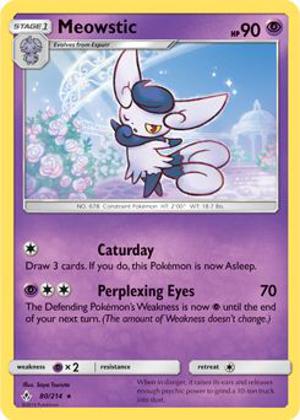 STAGE 1
Meowstic
HP 90
Evolves from Espurr
NO. 678 Constraint Pokémon HT: 2'00" WT: 18.7 lbs.
Caturday
Draw 3 cards. If you do, this Pokémon is now Asleep.
Perplexing Eyes 70
The Defending Pokémon's Weakness is now until the end
of your next turn. (The amount of Weakness doesn't change.)
weakness ×2 resistance retreat
Illus. Saya Tsuruta
80/214
When in danger, it raises its ears and releases
enough psychic power to grind a 10-ton truck
into dust.
©2019 Pokémon